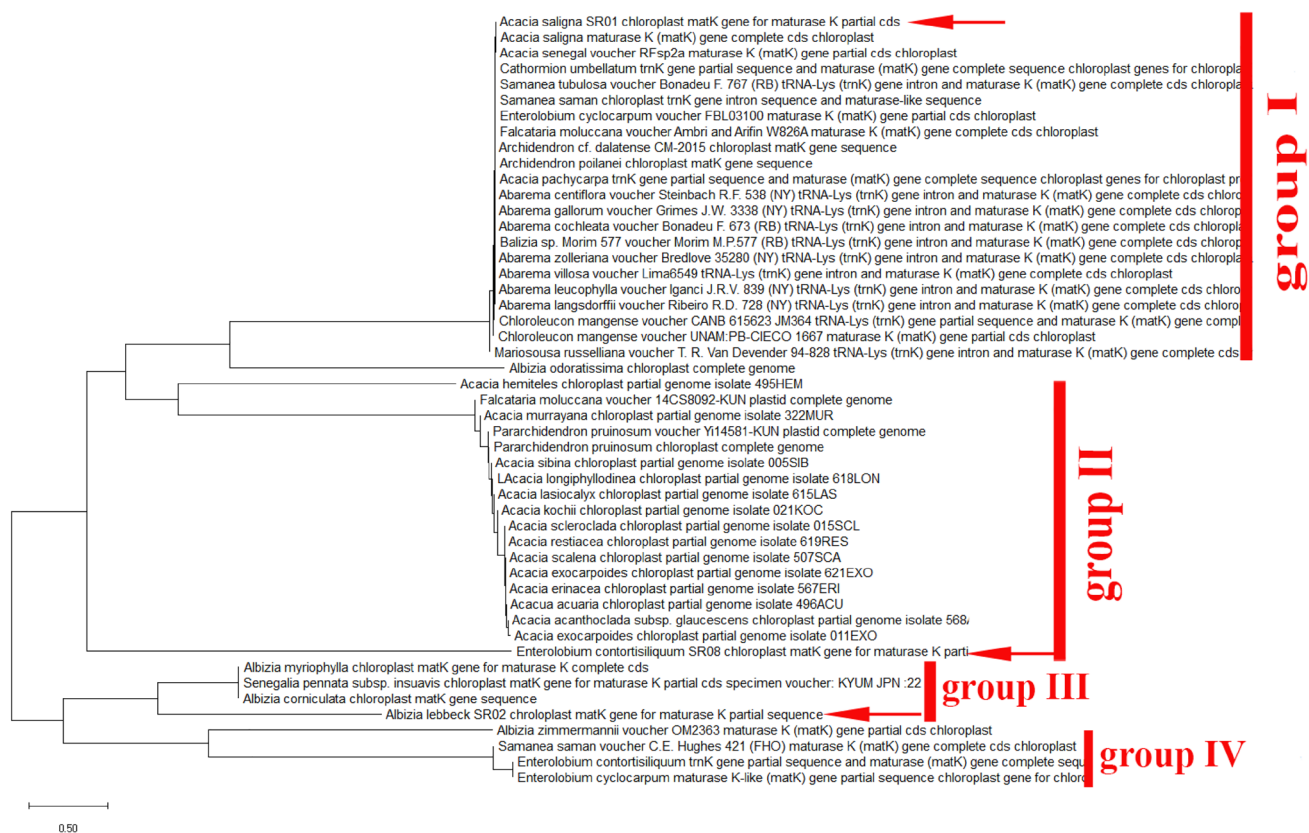 Acacia saligna SR01 chloroplast matK gene for maturase K partial cds
Acacia saligna maturase K (matK) gene complete cds chloroplast
Acacia senegal voucher RFsp2a maturase K (matK) gene partial cds chloroplast
Cathormion umbellatum trnK gene partial sequence and maturase (matK) gene complete sequence chloroplast genes for chloropla
Samanea tubulosa voucher Bonadeu F. 767 (RB) tRNA-Lys (trnK) gene intron and maturase K (matK) gene complete cds chloropla
Samanea saman chloroplast trnK gene intron sequence and maturase-like sequence
Enterolobium cyclocarpum voucher FBL03100 maturase K (matK) gene partial cds chloroplast
Falcataria moluccana voucher Ambri and Arifin W826A maturase K (matK) gene complete cds chloroplast
Archidendron cf. dalatense CM-2015 chloroplast matK gene sequence
Archidendron poilanei chloroplast matK gene sequence
Acacia pachycarpa trnK gene partial sequence and maturase (matK) gene complete sequence chloroplast genes for chloroplast pr
Abarema centiflora voucher Steinbach R.F. 538 (NY) tRNA-Lys (trnK) gene intron and maturase K (matK) gene complete cds chloro
Abarema gallorum voucher Grimes J.W. 3338 (NY) tRNA-Lys (trnK) gene intron and maturase K (matK) gene complete cds chlorop
Abarema cochleata voucher Bonadeu F. 673 (RB) tRNA-Lys (trnK) gene intron and maturase K (matK) gene complete cds chlorop
Balizia sp. Morim 577 voucher Morim M.P.577 (RB) tRNA-Lys (trnK) gene intron and maturase K (matK) gene complete cds chlorop
Abarema zolleriana voucher Bredlove 35280 (NY) tRNA-Lys (trnK) gene intron and maturase K (matK) gene complete cds chloropla
Abarema villosa voucher Lima6549 tRNA-Lys (trnK) gene intron and maturase K (matK) gene complete cds chloroplast
Abarema leucophylla voucher Iganci J.R.V. 839 (NY) tRNA-Lys (trnK) gene intron and maturase K (matK) gene complete cds chloro
Abarema langsdorffii voucher Ribeiro R.D. 728 (NY) tRNA-Lys (trnK) gene intron and maturase K (matK) gene complete cds chloro
Chloroleucon mangense voucher CANB 615623 JM364 tRNA-Lys (trnK) gene partial sequence and maturase K (matK) gene compl
Chloroleucon mangense voucher UNAM:PB-CIECO 1667 maturase K (matK) gene partial cds chloroplast
Mariosousa russelliana voucher T. R. Van Devender 94-828 tRNA-Lys (trnK) gene intron and maturase K (matK) gene complete cds
group I
Albizia odoratissima chloroplast complete genome
Acacia hemiteles chloroplast partial genome isolate 495HEM
Falcataria moluccana voucher 14CS8092-KUN plastid complete genome
Acacia murrayana chloroplast partial genome isolate 322MUR
Pararchidendron pruinosum voucher Yi14581-KUN plastid complete genome
Pararchidendron pruinosum chloroplast complete genome
Acacia sibina chloroplast partial genome isolate 005SIB
LAcacia longiphyllodinea chloroplast partial genome isolate 618LON
Acacia lasiocalyx chloroplast partial genome isolate 615LAS
Acacia kochii chloroplast partial genome isolate 021KOC
Acacia scleroclada chloroplast partial genome isolate 015SCL
Acacia restiacea chloroplast partial genome isolate 619RES
Acacia scalena chloroplast partial genome isolate 507SCA
Acacia exocarpoides chloroplast partial genome isolate 621EXO
Acacia erinacea chloroplast partial genome isolate 567ERI
Acacua acuaria chloroplast partial genome isolate 496ACU
Acacia acanthoclada subsp. glaucescens chloroplast partial genome isolate 568
Acacia exocarpoides chloroplast partial genome isolate 011EXO
Enterolobium contortisiliquum SR08 chloroplast matK gene for maturase K parti
group II
Albizia myriophylla chloroplast matK gene for maturase K complete cds
Senegalia pennata subsp. insuavis chloroplast matK gene for maturase K partial cds specimen voucher: KYUM JPN :22
Albizia corniculata chloroplast matK gene sequence
Albizia lebbeck SR02 chroloplast matK gene for maturase K partial sequence
group III
Albizia zimmermannii voucher OM2363 maturase K (matK) gene partial cds chloroplast
Samanea saman voucher C.E. Hughes 421 (FHO) maturase K (matK) gene complete cds chloroplast
Enterolobium contortisiliquum trnK gene partial sequence and maturase (matK) gene complete sequ
Enterolobium cyclocarpum maturase K-like (matK) gene partial sequence chloroplast gene for chloro
group IV
0.50